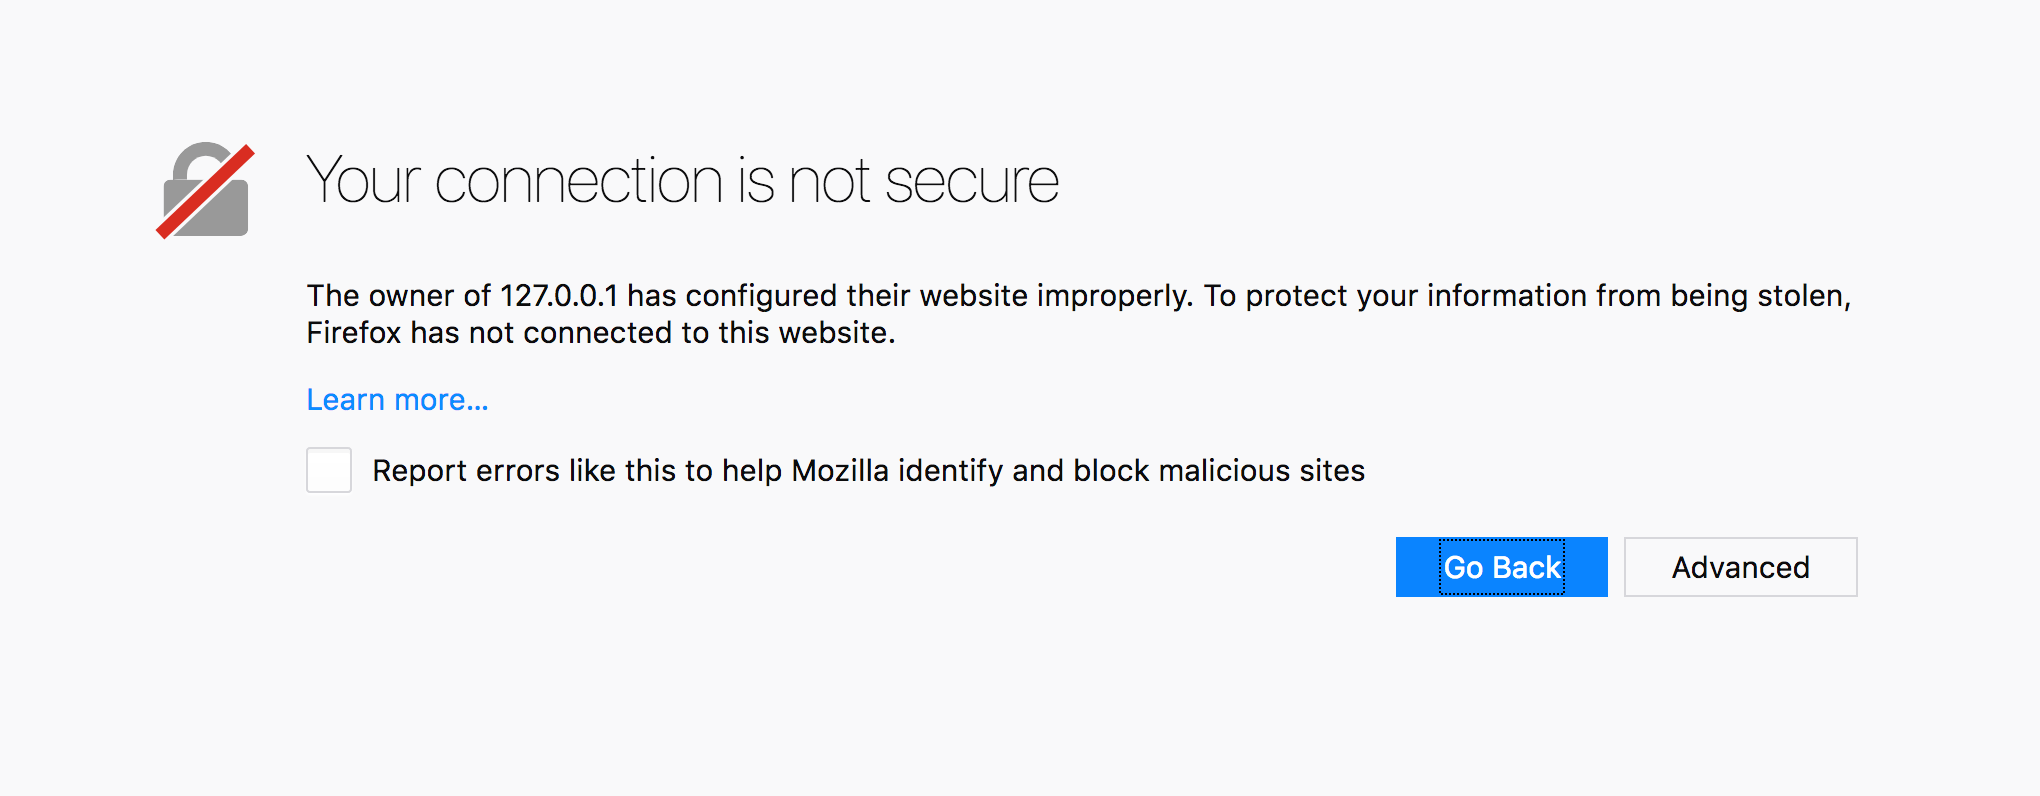 Your connection is not secure
The owner of 127.0.0.1 has configured their website improperly. To protect your information from being stolen,
Firefox has not connected to this website.
Learn more...
Report errors like this to help Mozilla identify and block malicious sites
Go Back
Advanced